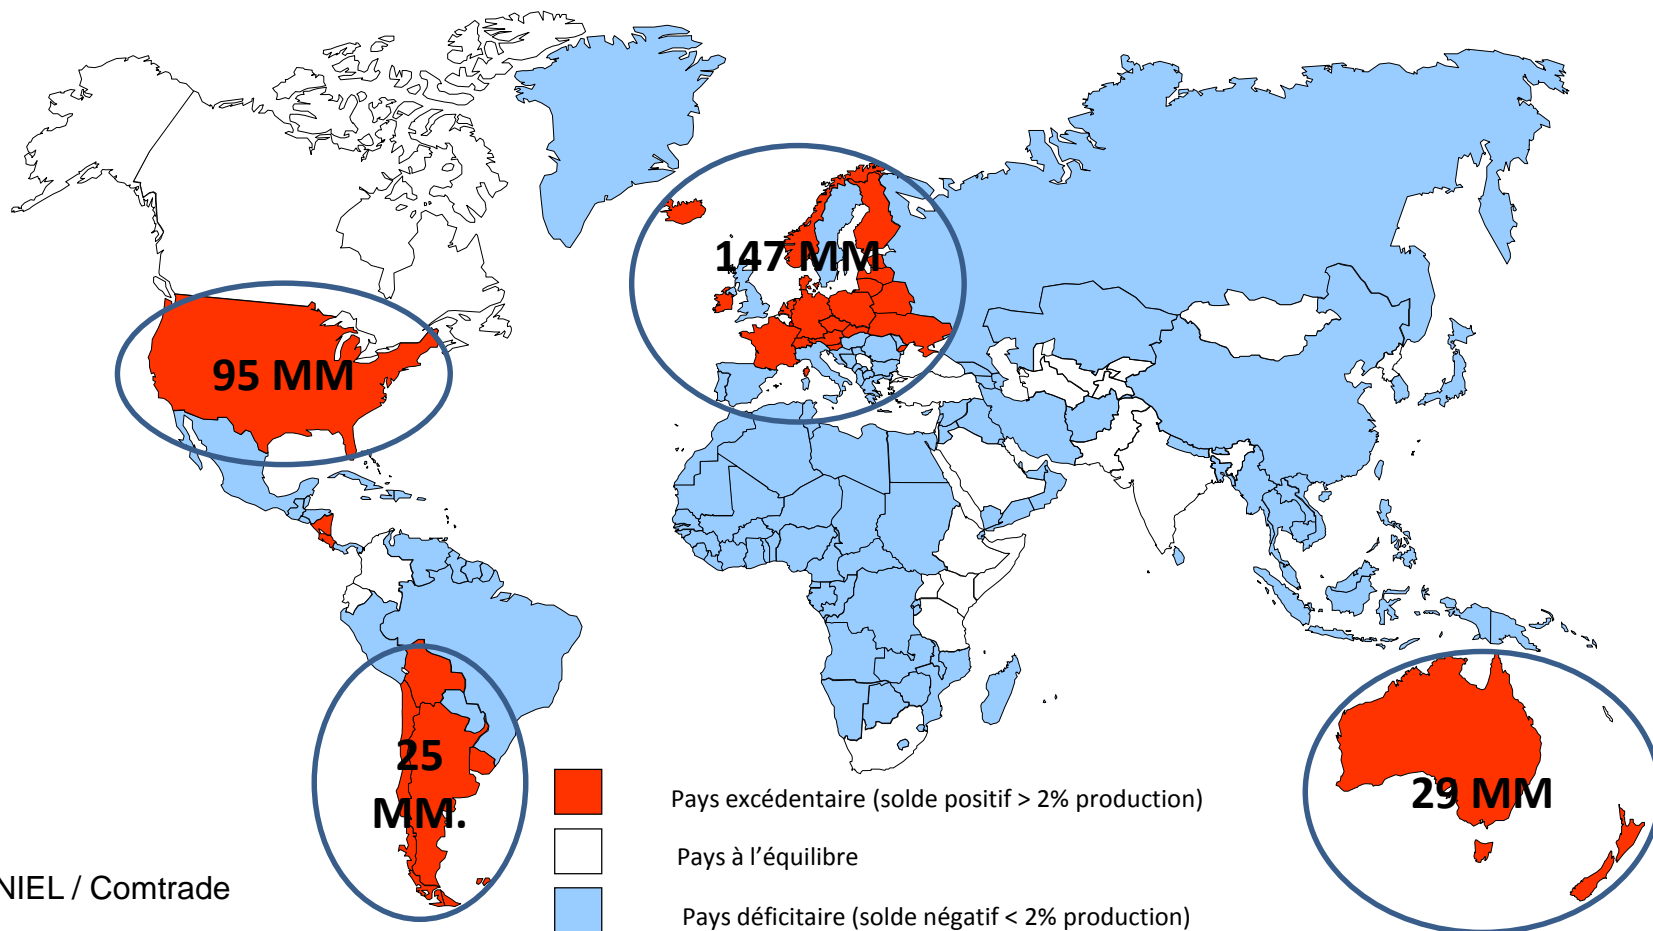 147 MM
95 MM
25
MM.
29 MM
Pays excédentaire (solde positif > 2% production)
Pays à l’équilibre
Pays déficitaire (solde négatif < 2% production)
NIEL / Comtrade